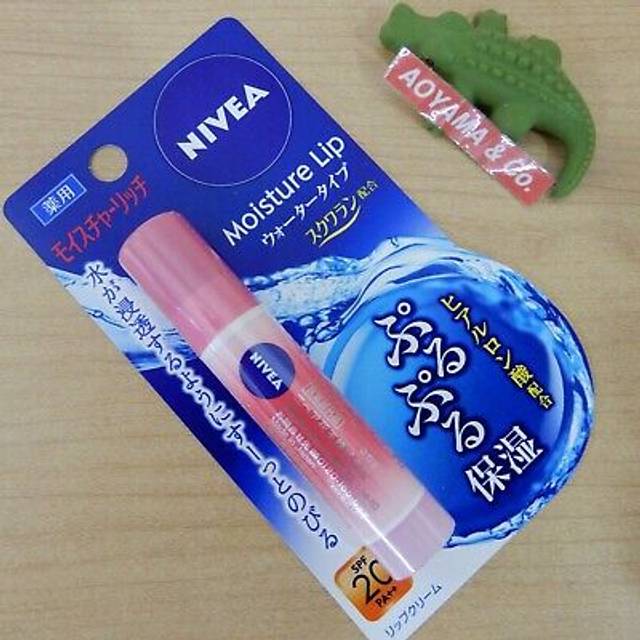 NIVEA
Moisture Lip
ウォータータイプ
スクワラン配合
薬用
モイスチャーリッチ
水が浸透するようにすーっとのびる
NIVEA
ヒアルロン酸配合
ぷるぷる
保湿
SPF
20
PA++
リップクリーム
AOYAMA & Co.